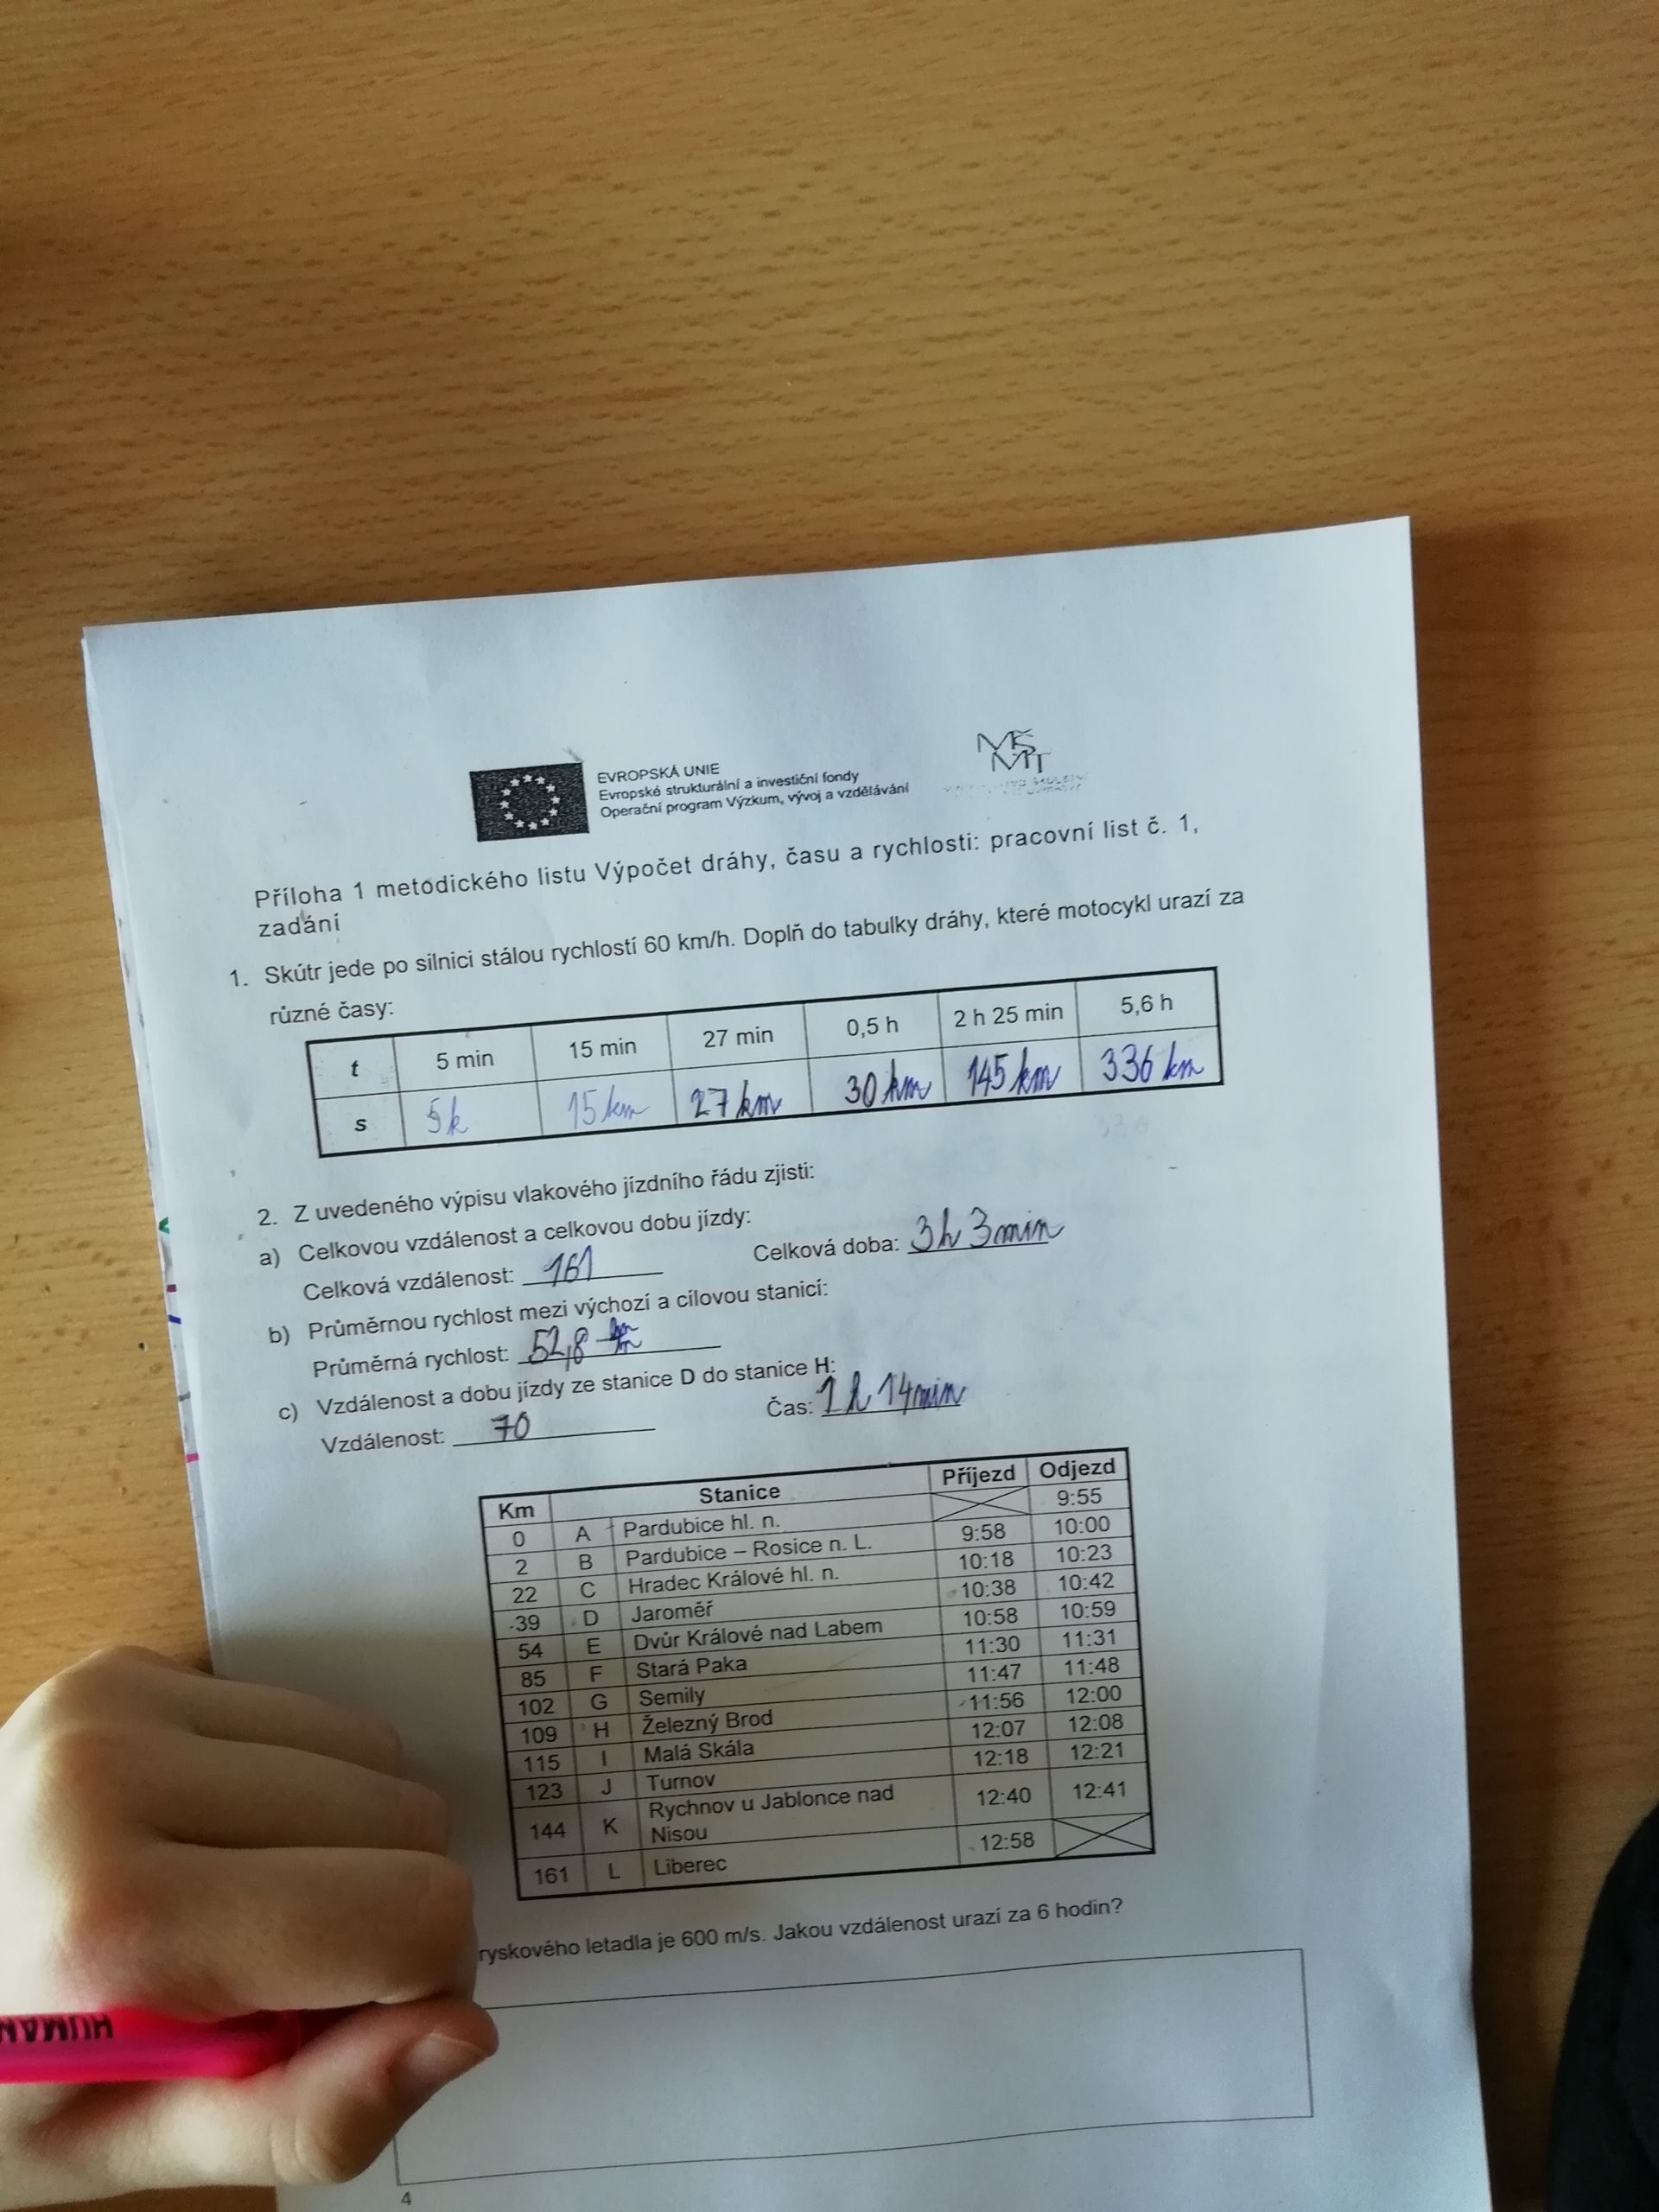 EVROPSKÁ UNIE
Evropské strukturální a investiční fondy
Operační program Výzkum, vývoj a vzdělávání
MŠ
MT
Příloha 1 metodického listu Výpočet dráhy, času a rychlosti: pracovní list č. 1,
zadání
1. Skútr jede po silnici stálou rychlostí 60 km/h. Doplň do tabulky dráhy, které motocykl urazí za
různé časy:
t 5 min 15 min 27 min 0,5 h 2 h 25 min 5,6 h
s 5k 15 km 27 km 30 km 145 km 336 km
2. Z uvedeného výpisu vlakového jízdního řádu zjisti:
a) Celkovou vzdálenost a celkovou dobu jízdy:
Celková vzdálenost: 161 Celková doba: 3h 3min
b) Průměrnou rychlost mezi výchozí a cílovou stanicí:
Průměrná rychlost: 52,8
c) Vzdálenost a dobu jízdy ze stanice D do stanice H:
Vzdálenost: 70 Čas: 1h 14min
Km Stanice Příjezd Odjezd
0 A Pardubice hl. n. 9:55
2 B Pardubice – Rosice n. L. 9:58 10:00
22 C Hradec Králové hl. n. 10:18 10:23
39 D Jaroměř 10:38 10:42
54 E Dvůr Králové nad Labem 10:58 10:59
85 F Stará Paka 11:30 11:31
102 G Semily 11:47 11:48
109 H Železný Brod 11:56 12:00
115 I Malá Skála 12:07 12:08
123 J Turnov 12:18 12:21
144 K Rychnov u Jablonce nad Nisou 12:40 12:41
161 L Liberec 12:58
ryskového letadla je 600 m/s. Jakou vzdálenost urazí za 6 hodin?
4